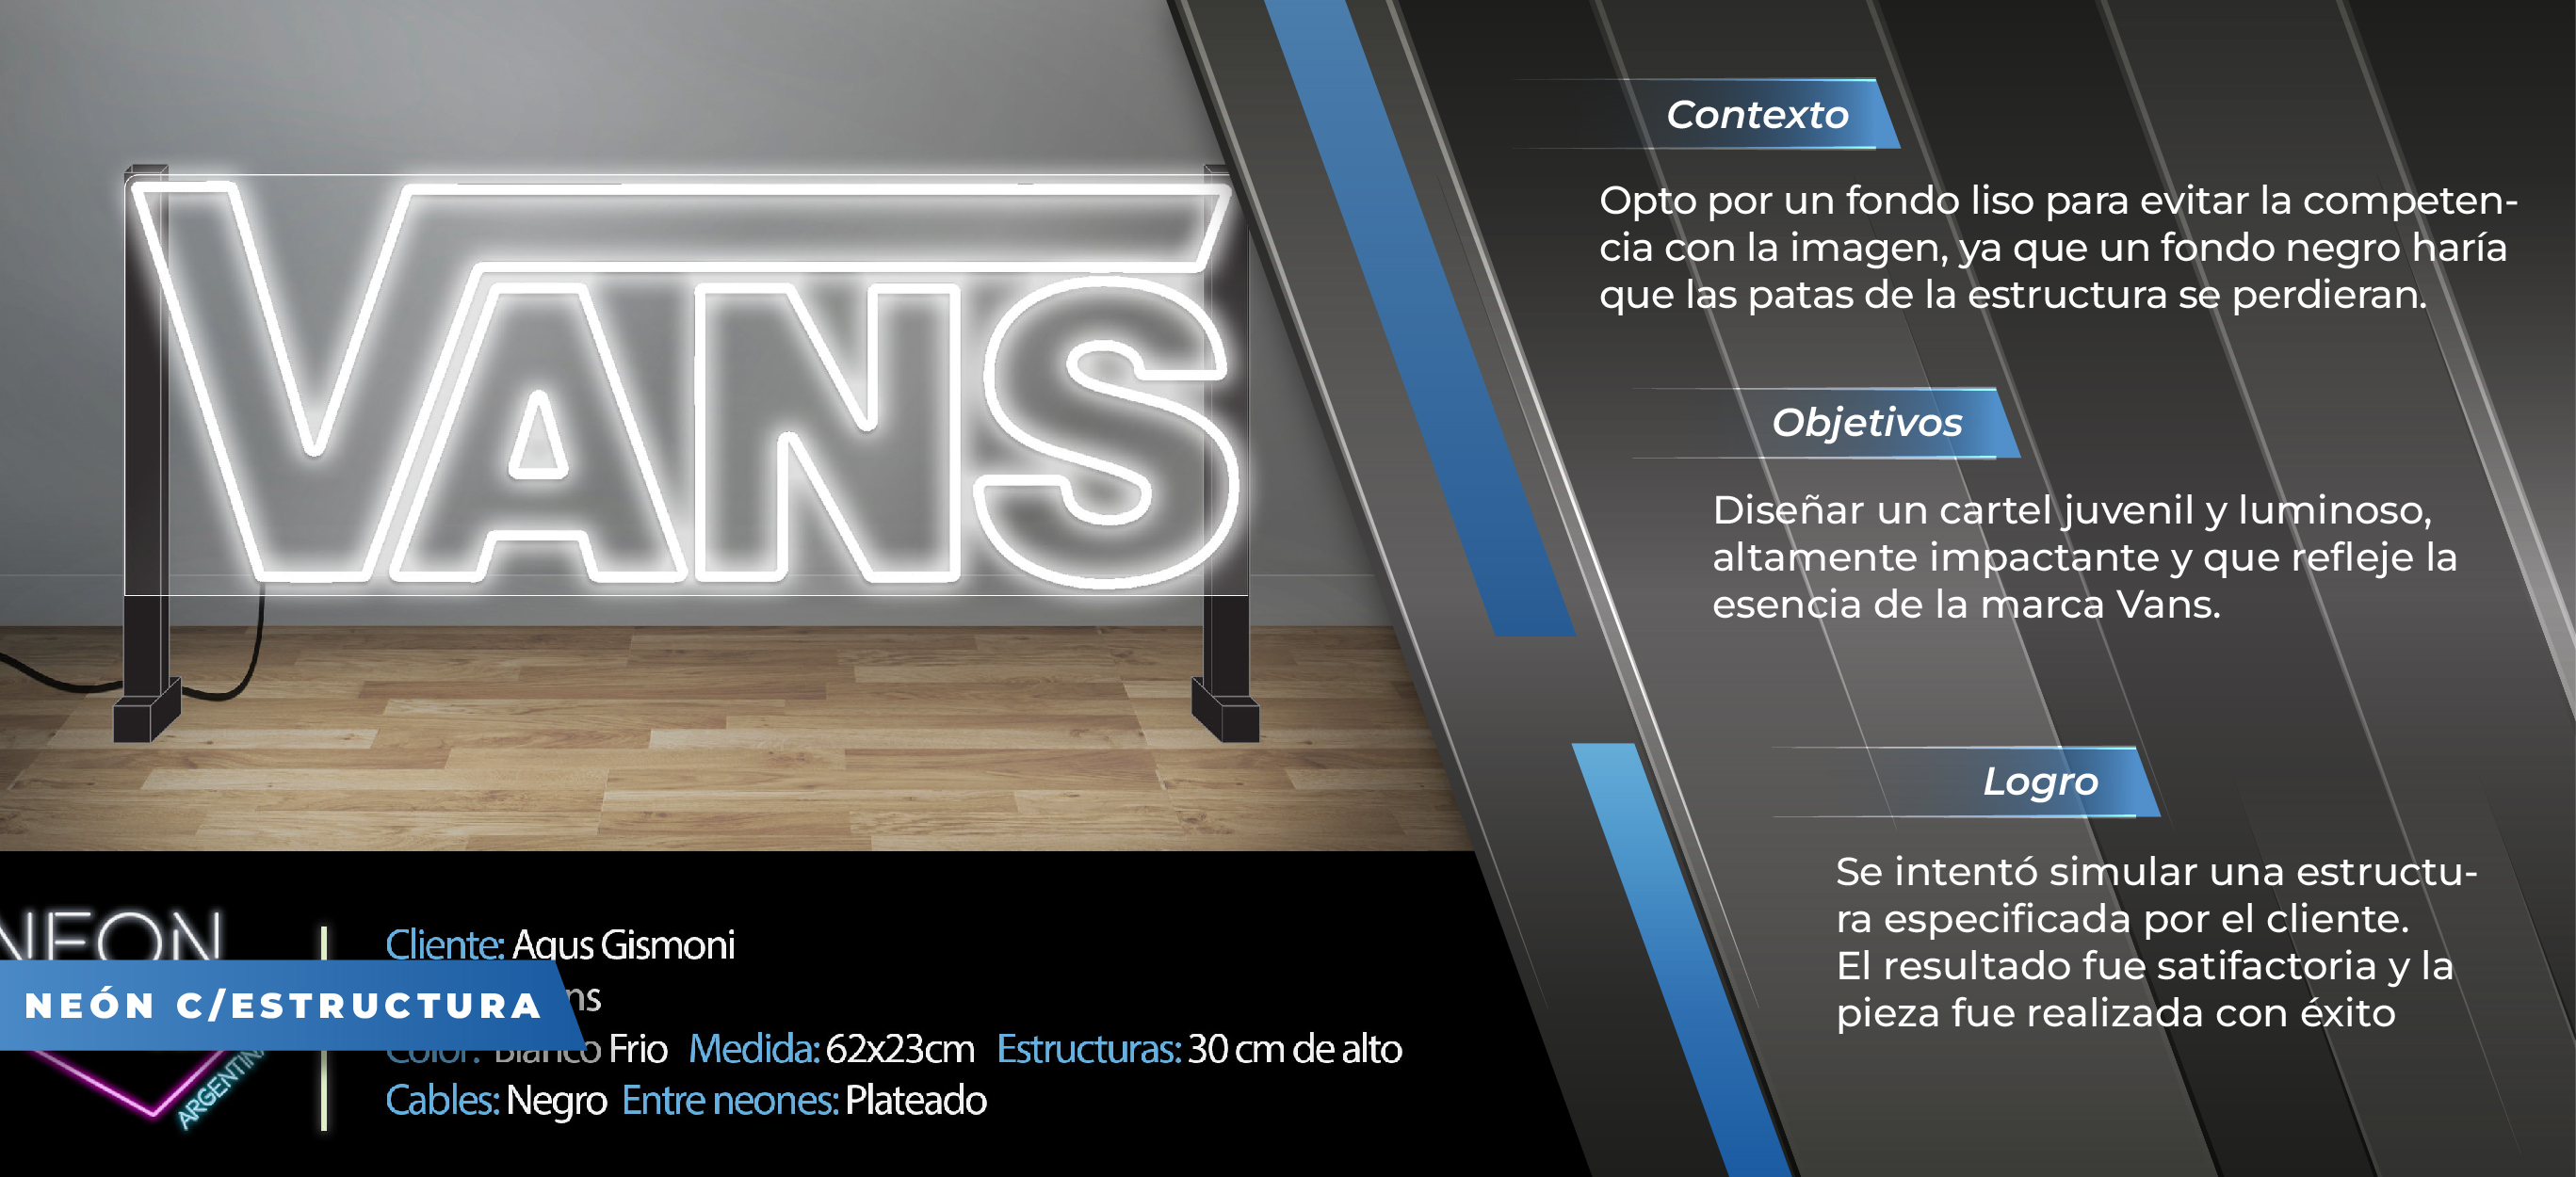 VANS
Contexto
Opto por un fondo liso para evitar la competen-
cia con la imagen, ya que un fondo negro haría
que las patas de la estructura se perdieran.
Objetivos
Diseñar un cartel juvenil y luminoso,
altamente impactante y que refleje la
esencia de la marca Vans.
Logro
Se intentó simular una estructu-
ra especificada por el cliente.
El resultado fue satifactoria y la
pieza fue realizada con éxito
NEON
ARGENTINA
NEÓN C/ESTRUCTURA
Cliente: Agus Gismoni
Color: Blanco Frio Medida: 62x23cm Estructuras: 30 cm de alto
Cables: Negro Entre neones: Plateado